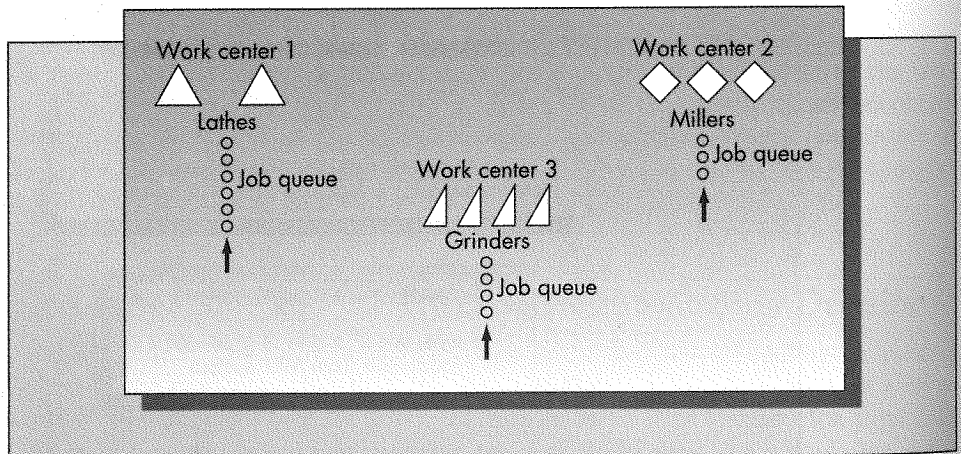 Work center 1
Lathes
Job queue
Work center 2
Millers
Job queue
Work center 3
Grinders
Job queue